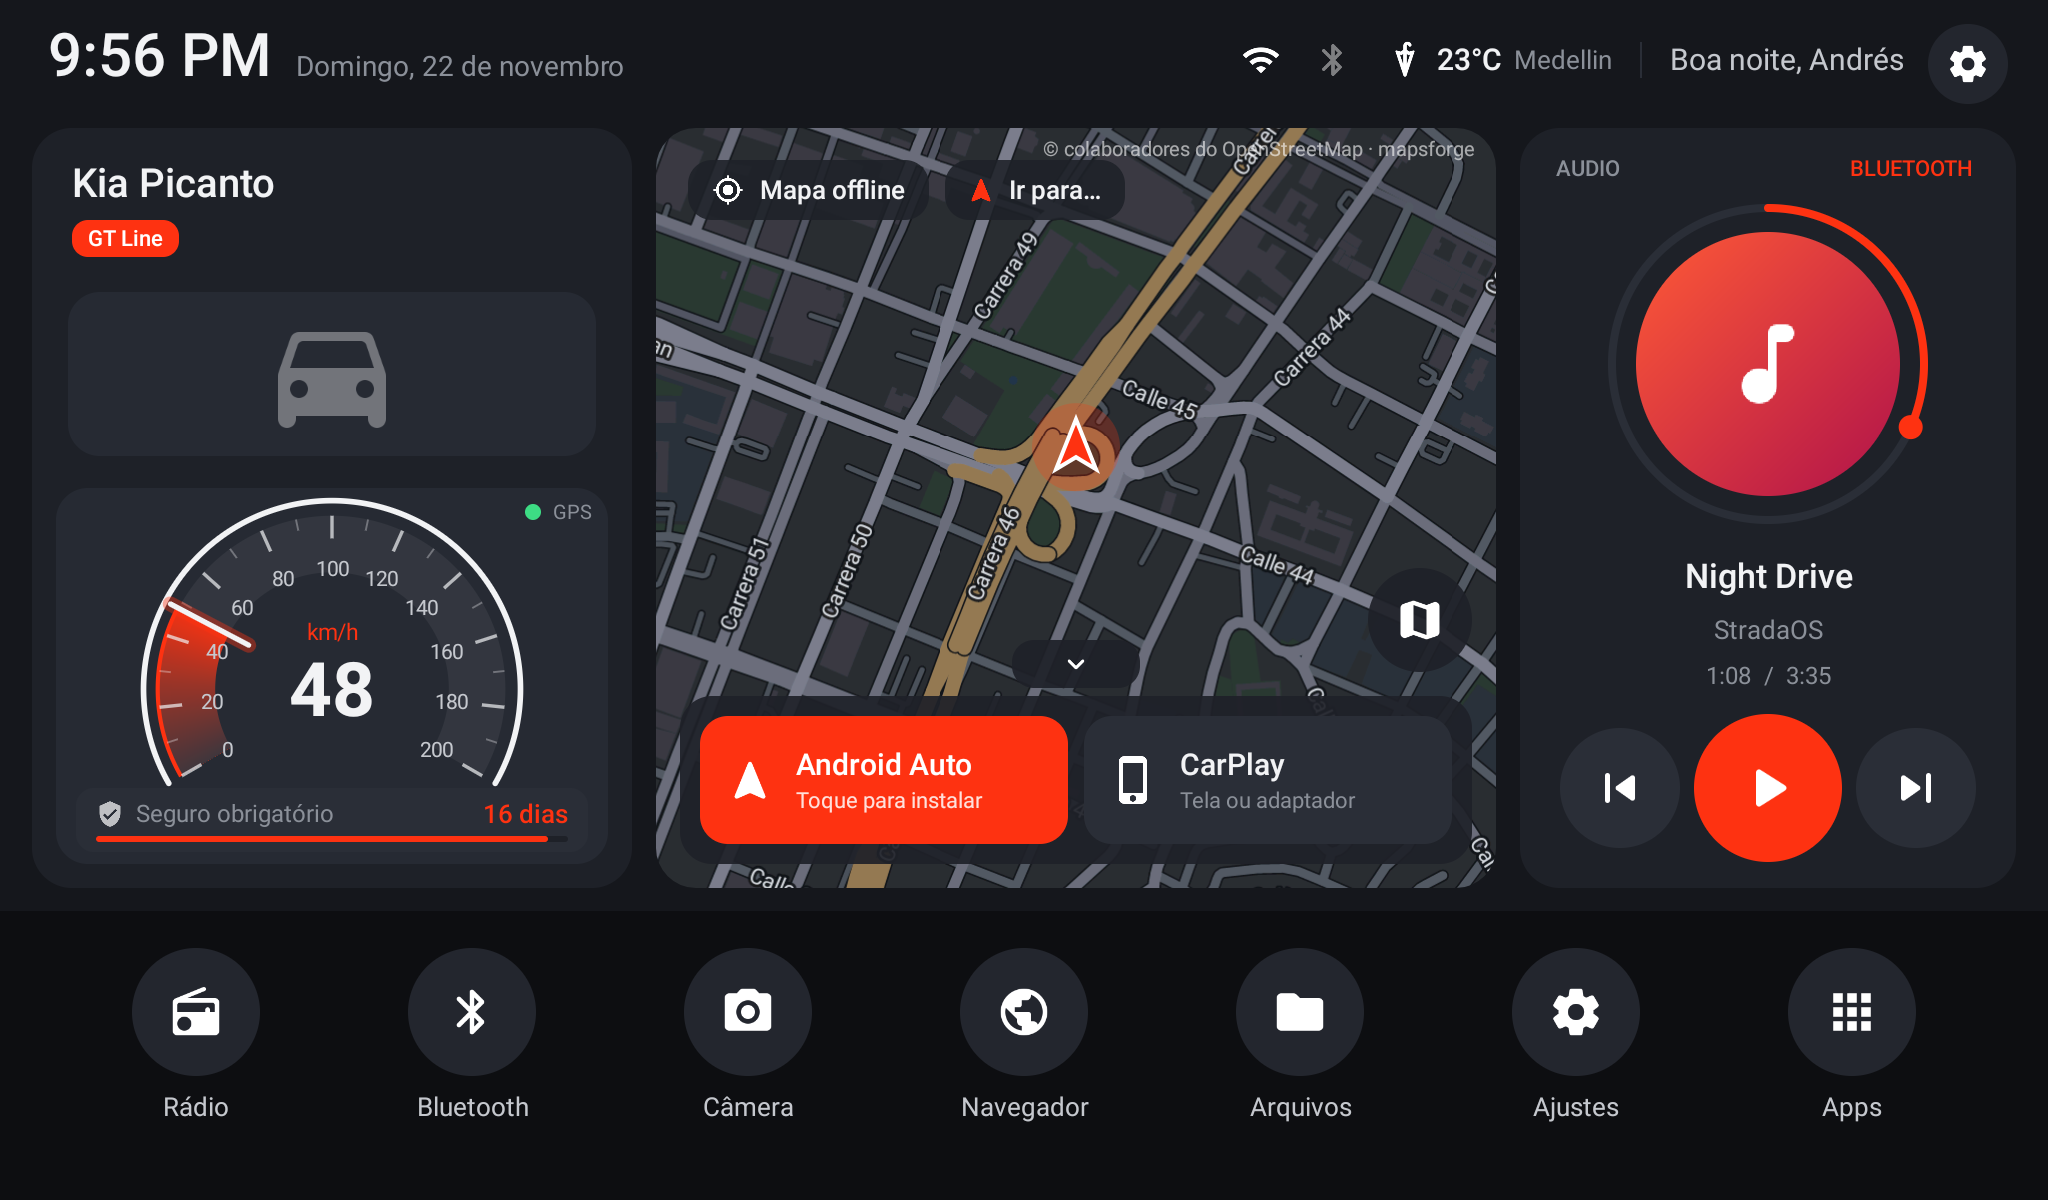 9:56 PM
Domingo, 22 de novembro
23°C Medellin
Boa noite, Andrés
Kia Picanto
GT Line
GPS
0
20
40
60
80
100
120
140
160
180
200
km/h
48
Seguro obrigatório
16 dias
© colaboradores do OpenStreetMap · mapsforge
Mapa offline
Ir para...
Carrera 49
Carrera 44
Calle 45
Carrera 46
Carrera 50
Carrera 51
Calle 44
Android Auto
Toque para instalar
CarPlay
Tela ou adaptador
AUDIO
BLUETOOTH
Night Drive
StradaOS
1:08 / 3:35
Rádio
Bluetooth
Câmera
Navegador
Arquivos
Ajustes
Apps